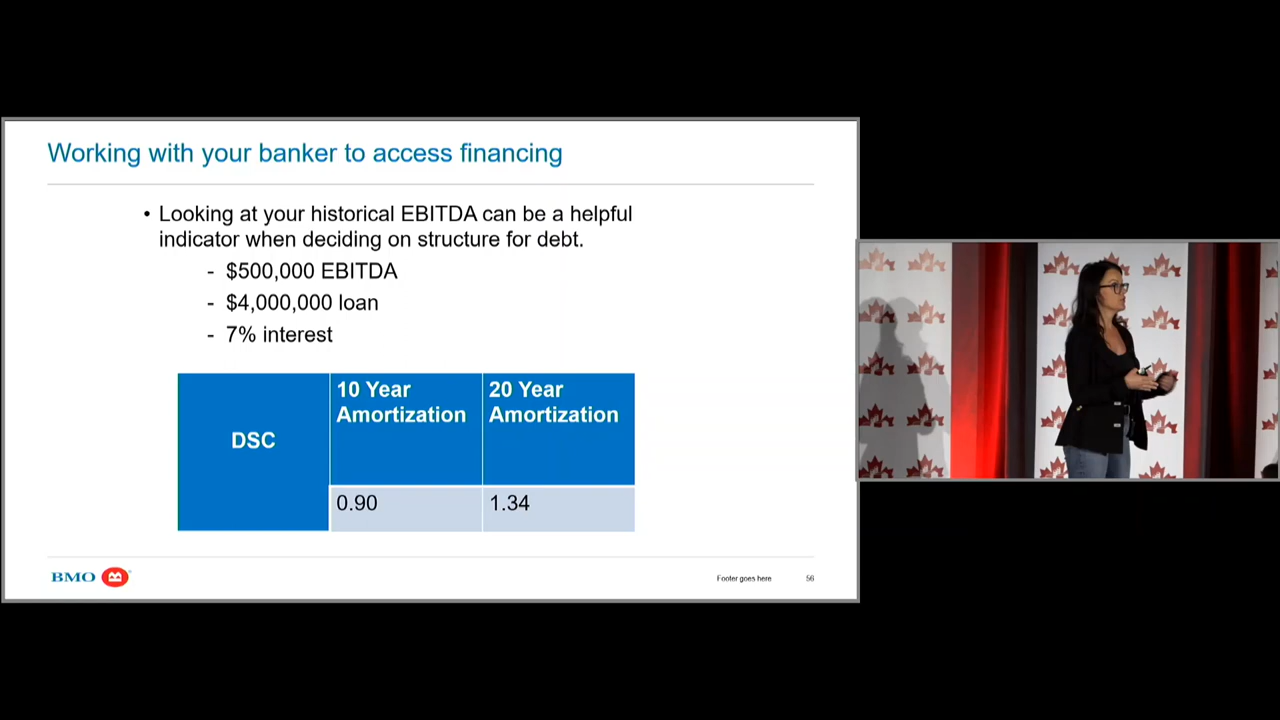 Working with your banker to access financing
• Looking at your historical EBITDA can be a helpful
indicator when deciding on structure for debt.
- $500,000 EBITDA
- $4,000,000 loan
- 7% interest
DSC
10 Year
Amortization
20 Year
Amortization
0.90
1.34
BMO
Footer goes here
56